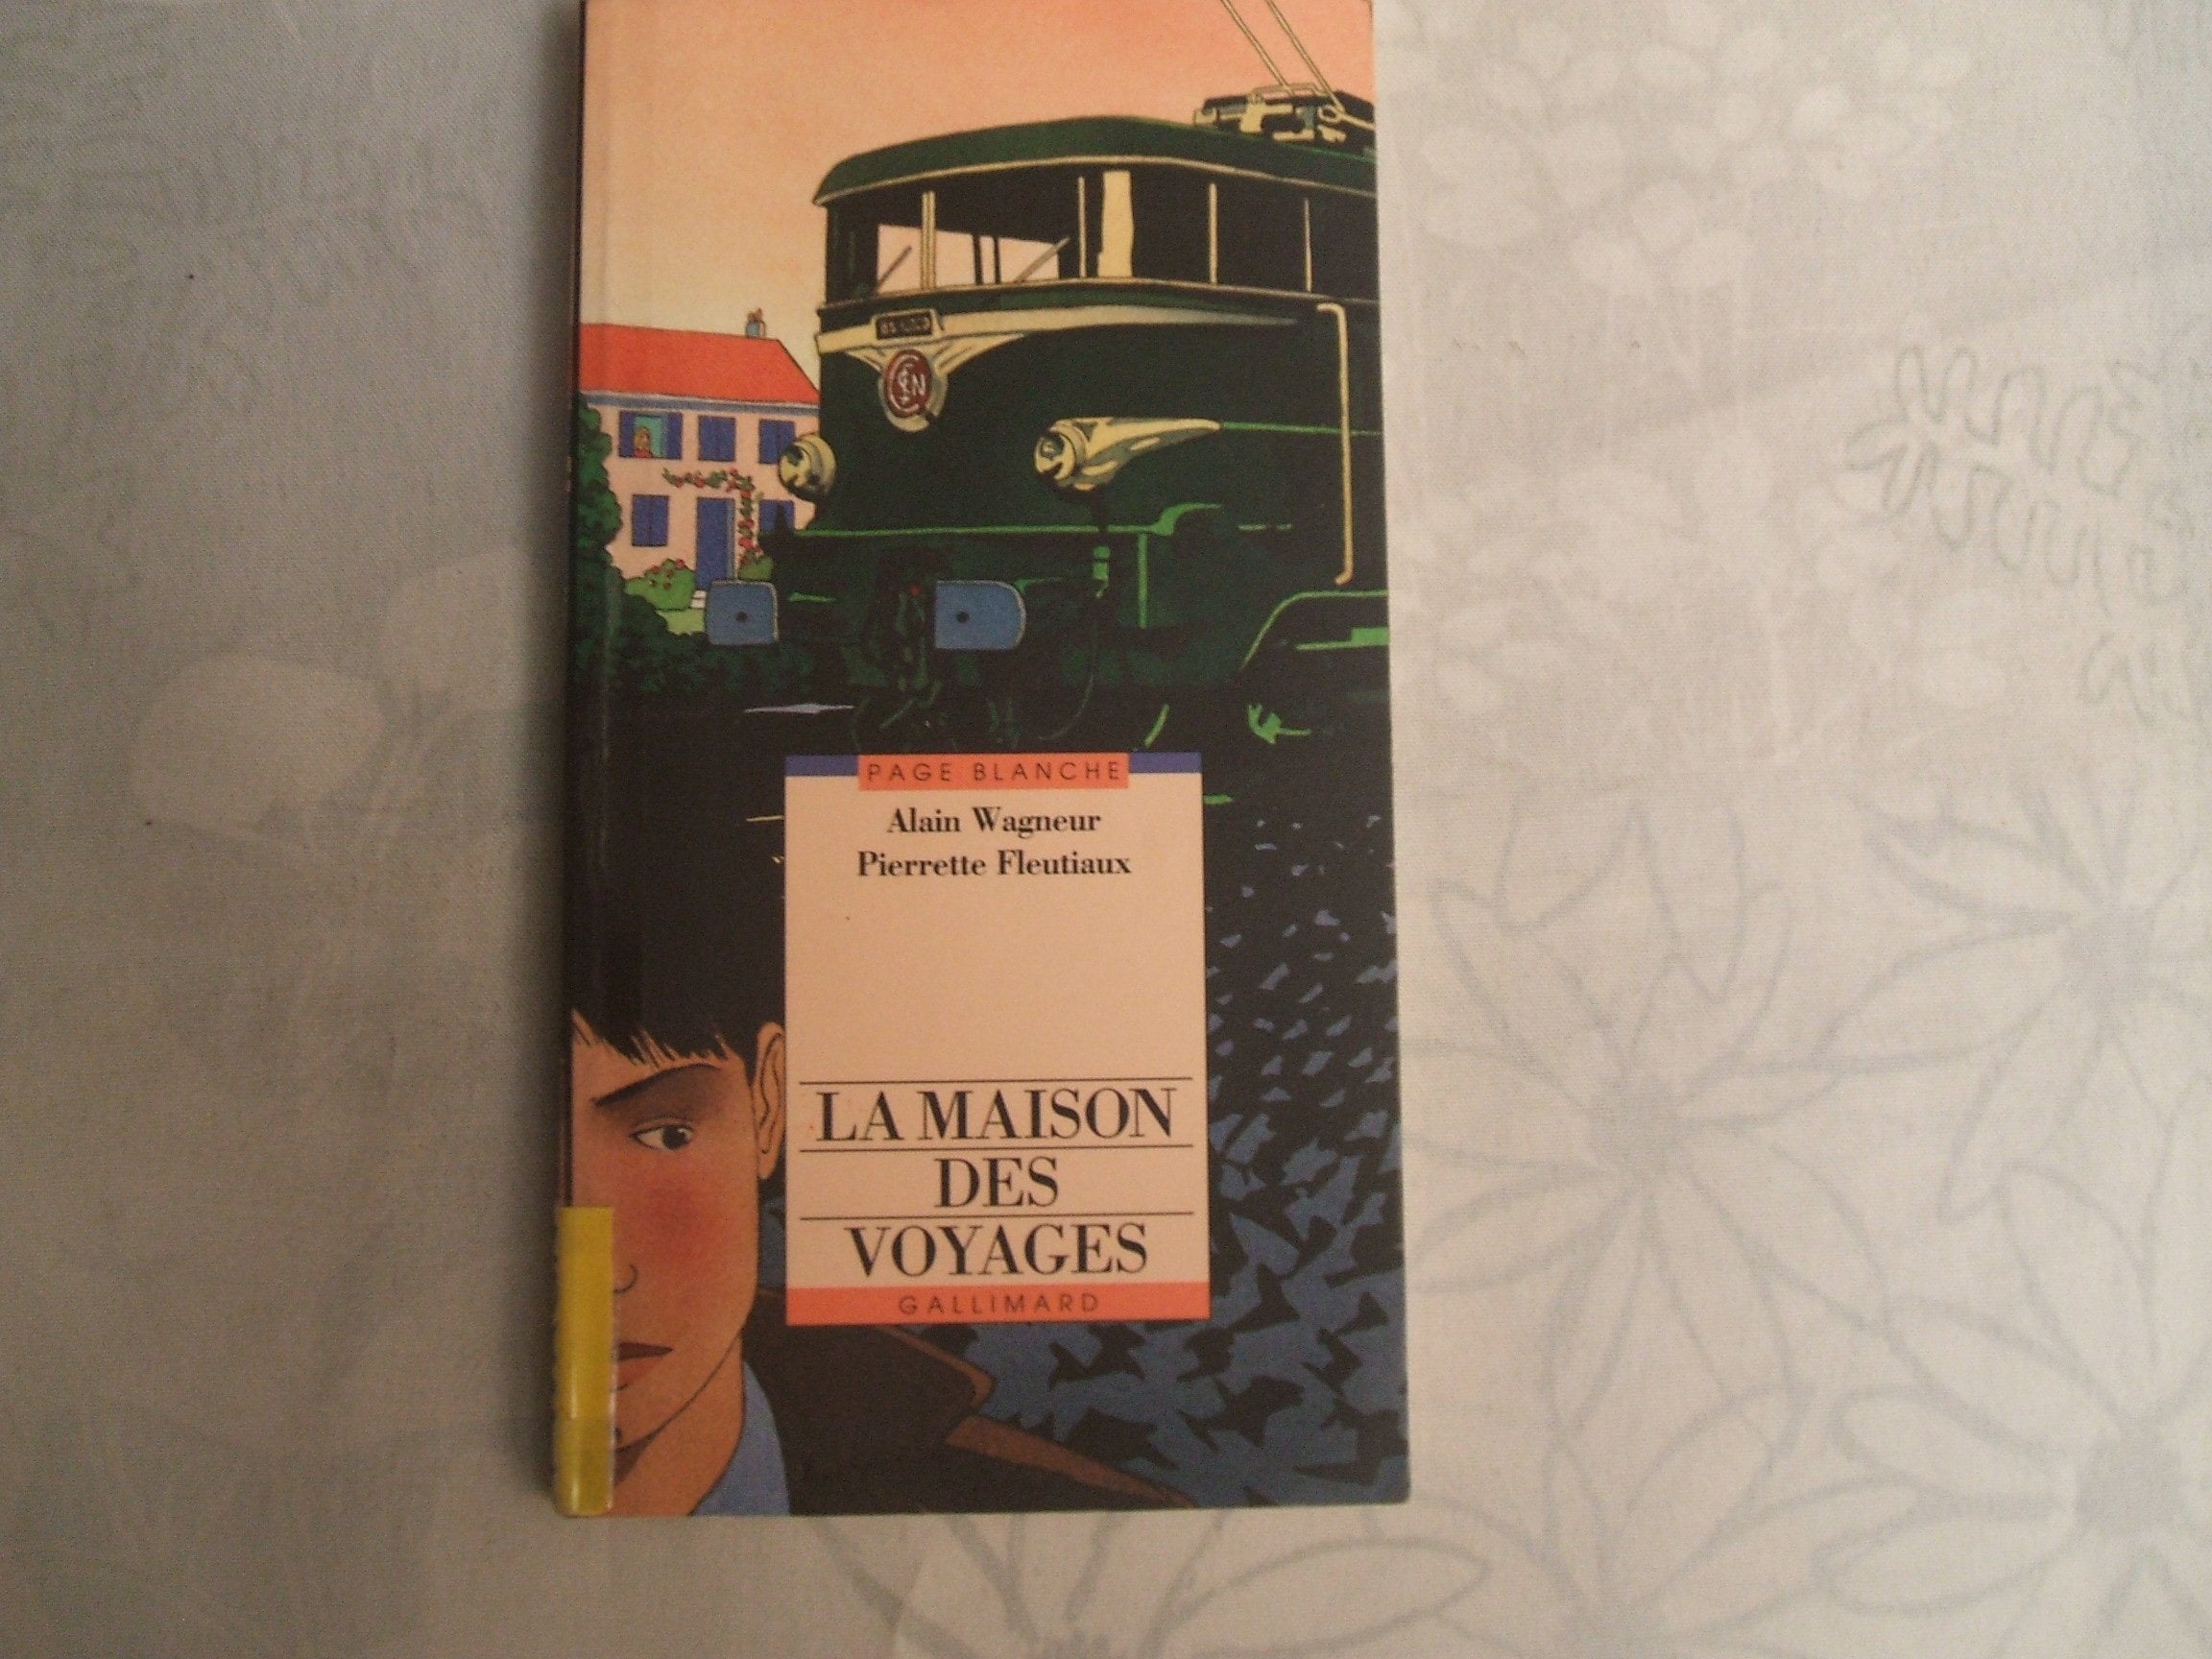 PAGE BLANCHE
Alain Wagneur
Pierrette Fleutiaux
LA MAISON
DES
VOYAGES
GALLIMARD